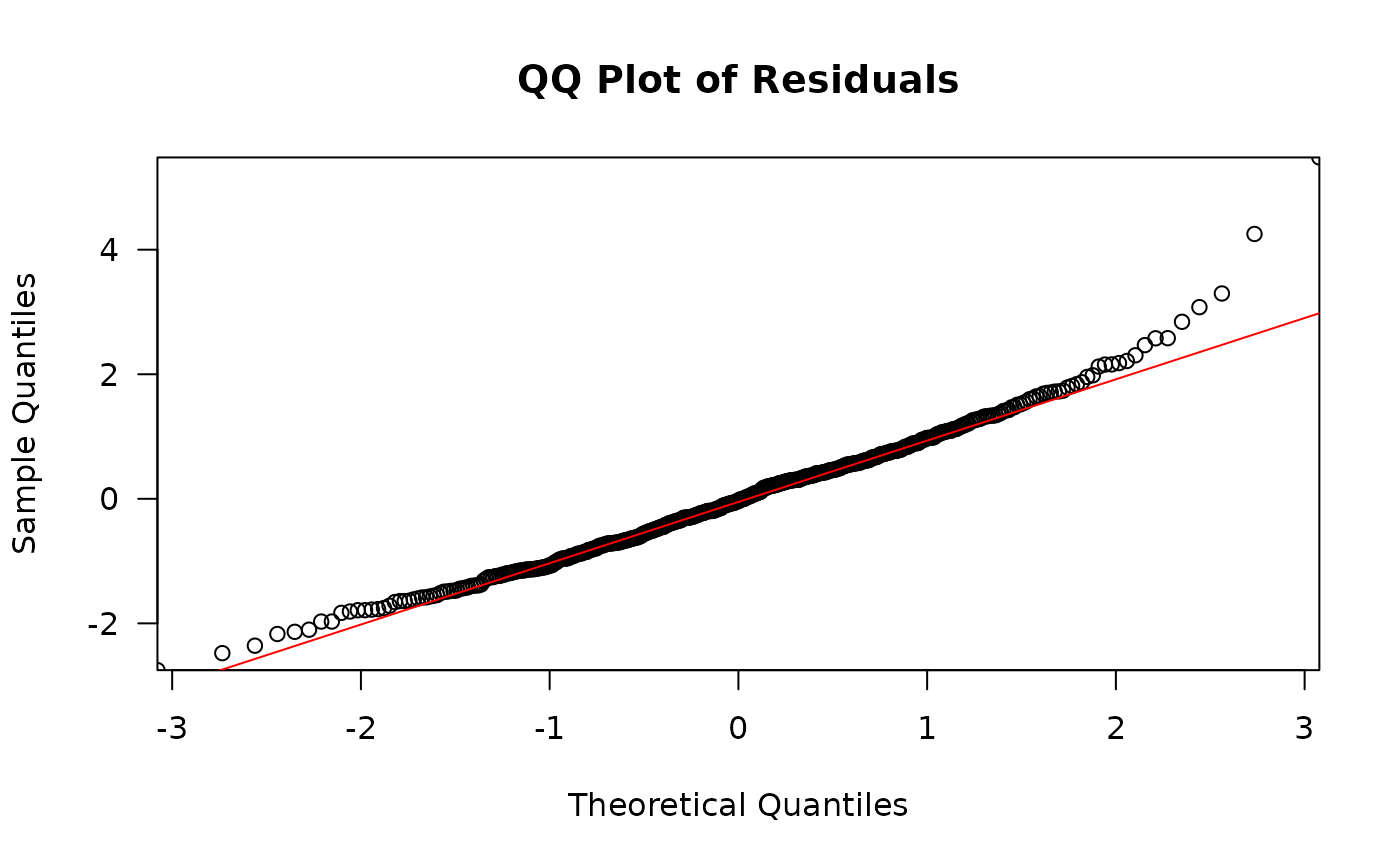 QQ Plot of Residuals
Sample Quantiles
4
2
0
-2
-3 -2 -1 0 1 2 3
Theoretical Quantiles